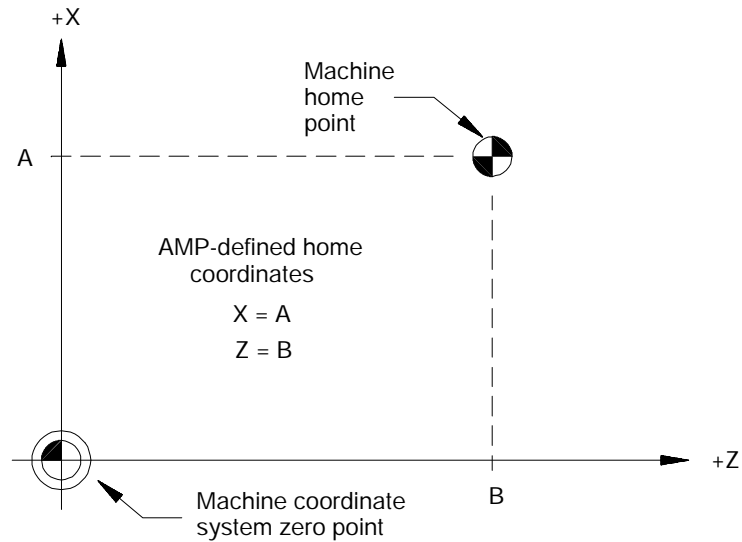 +X
Machine
home
point
A
AMP-defined home
coordinates
X = A
Z = B
+Z
B
Machine coordinate
system zero point